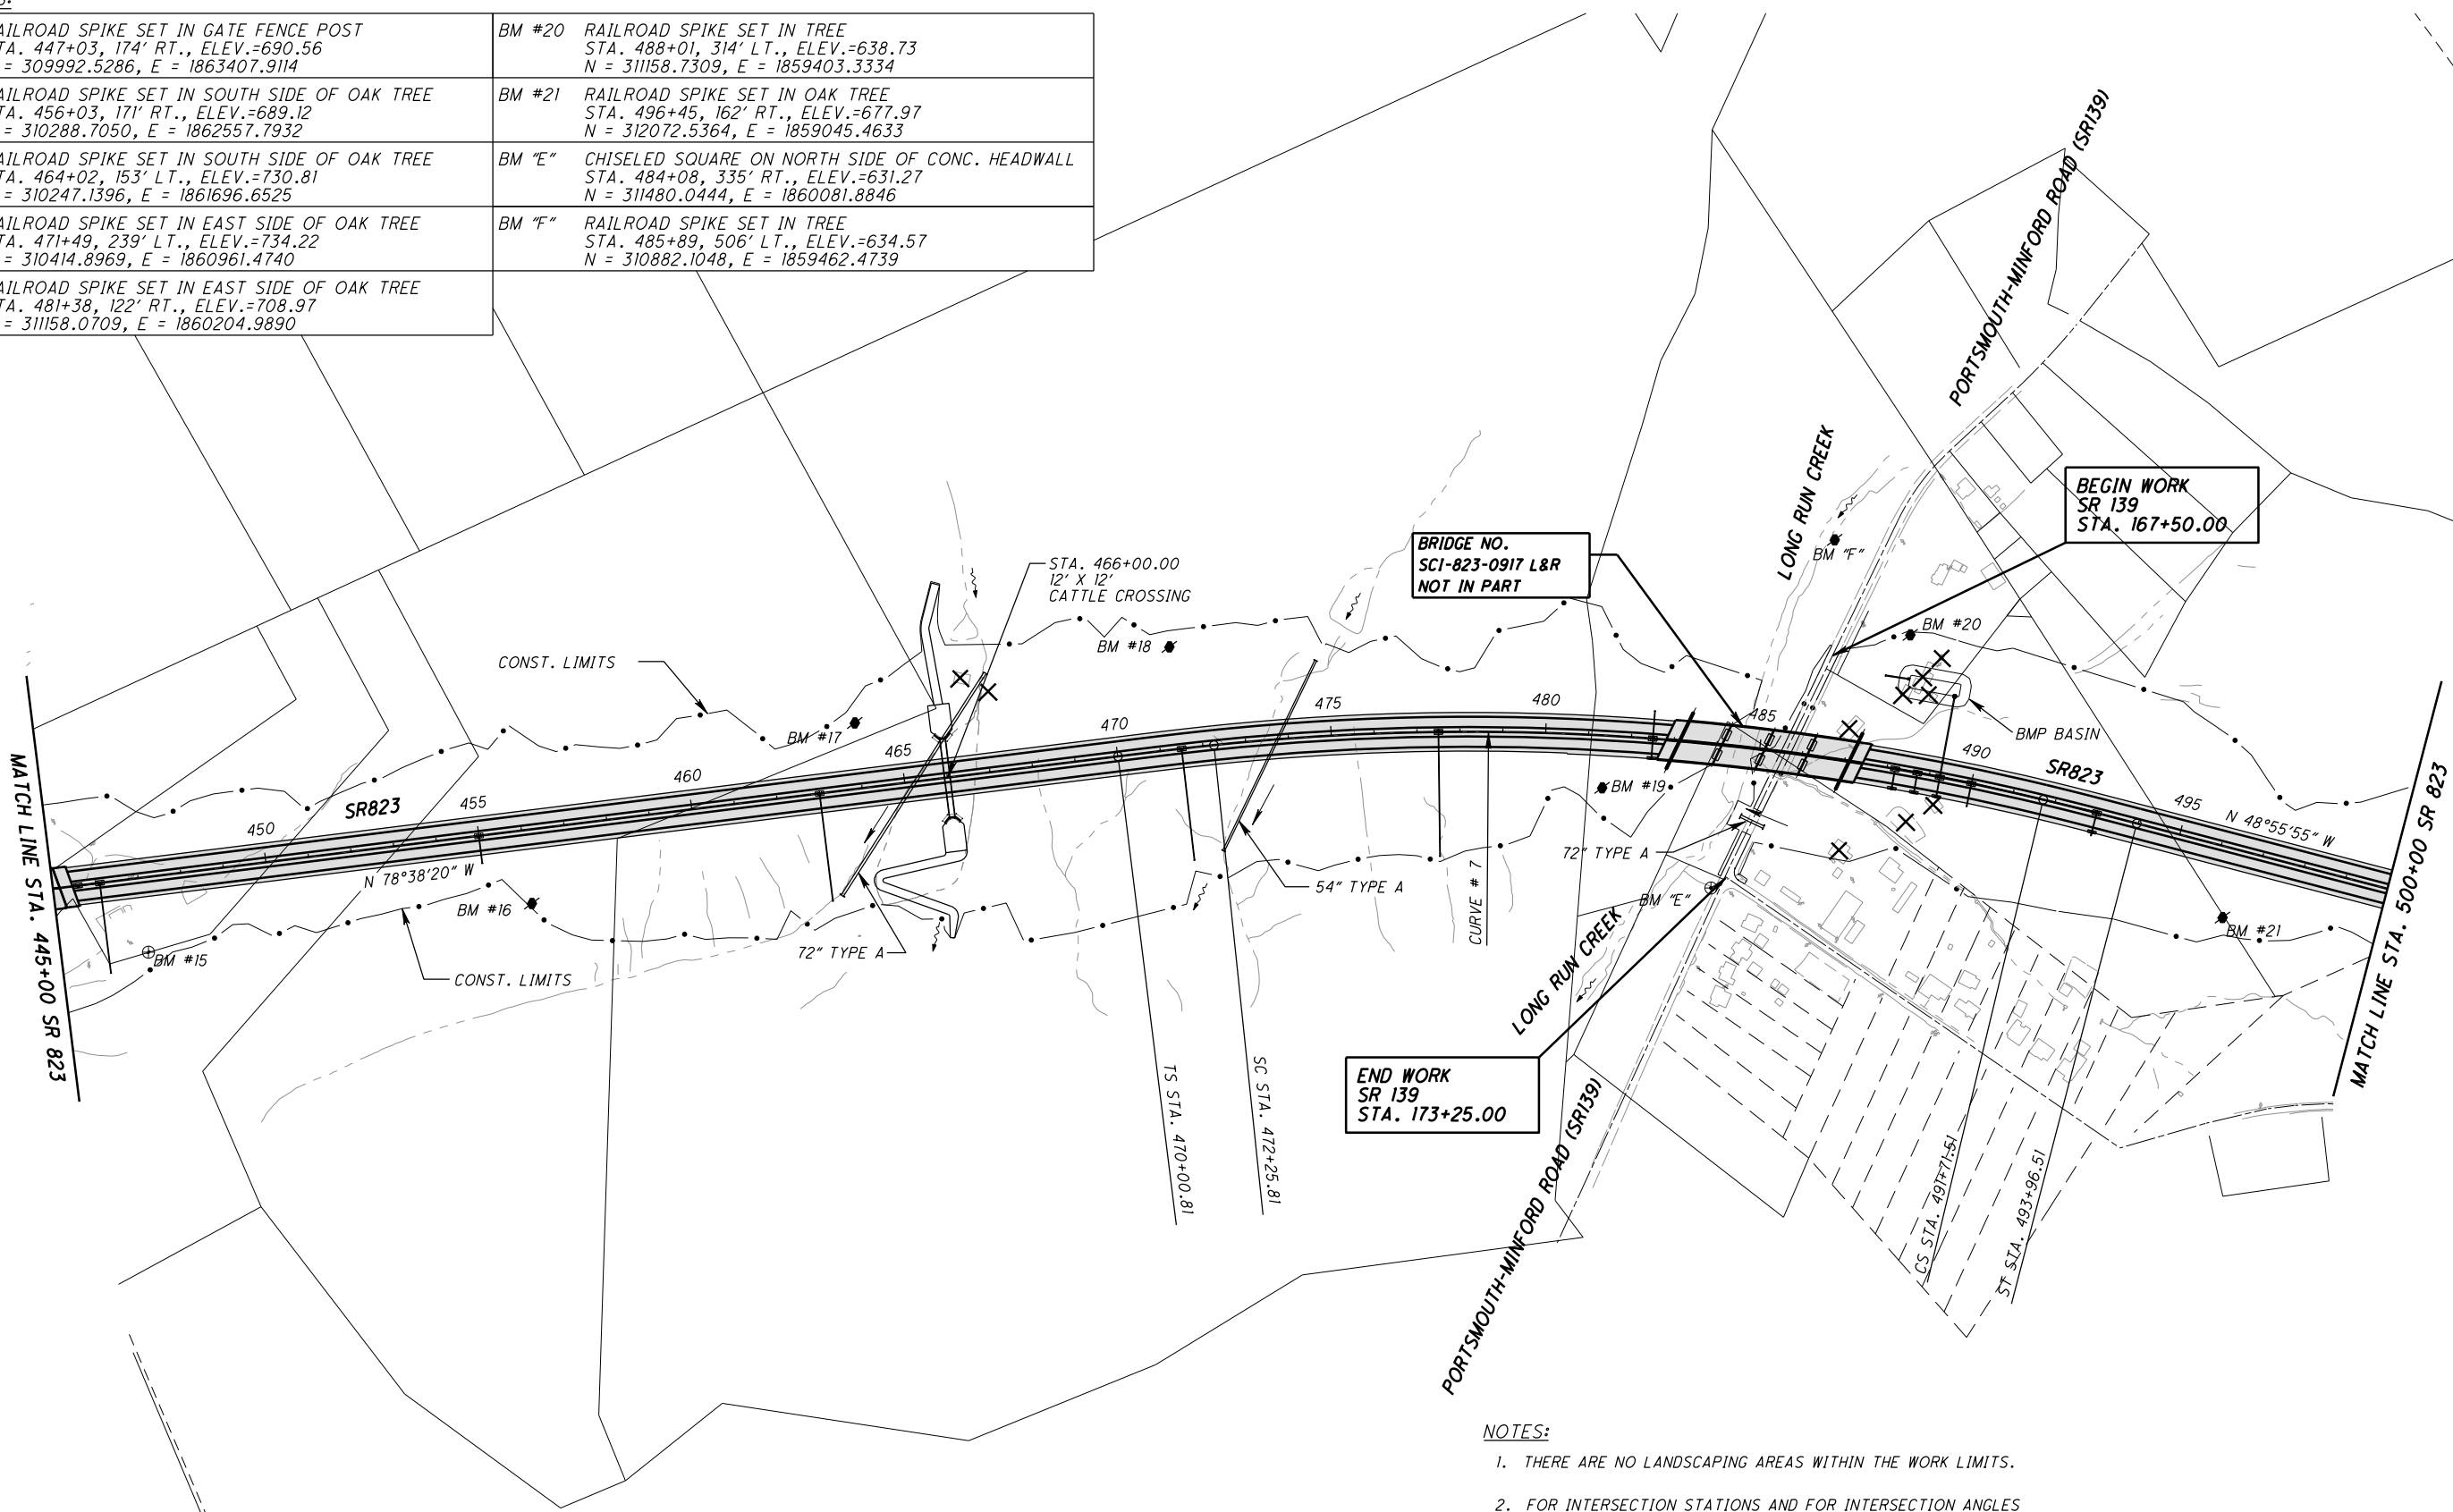 RAILROAD SPIKE SET IN GATE FENCE POST
STA. 447+03, 174' RT., ELEV.=690.56
= 309992.5286, E = 1863407.9114
RAILROAD SPIKE SET IN SOUTH SIDE OF OAK TREE
STA. 456+03, 171' RT., ELEV.=689.12
= 310288.7050, E = 1862557.7932
RAILROAD SPIKE SET IN SOUTH SIDE OF OAK TREE
STA. 464+02, 153' LT., ELEV.=730.81
= 310247.1396, E = 1861696.6525
RAILROAD SPIKE SET IN EAST SIDE OF OAK TREE
STA. 471+49, 239' LT., ELEV.=734.22
= 310414.8969, E = 1860961.4740
RAILROAD SPIKE SET IN EAST SIDE OF OAK TREE
STA. 481+38, 122' RT., ELEV.=708.97
= 311158.0709, E = 1860204.9890
BM #20 RAILROAD SPIKE SET IN TREE
STA. 488+01, 314' LT., ELEV.=638.73
N = 311158.7309, E = 1859403.3334
BM #21 RAILROAD SPIKE SET IN OAK TREE
STA. 496+45, 162' RT., ELEV.=677.97
N = 312072.5364, E = 1859045.4633
BM "E" CHISELED SQUARE ON NORTH SIDE OF CONC. HEADWALL
STA. 484+08, 335' RT., ELEV.=631.27
N = 311480.0444, E = 1860081.8846
BM "F" RAILROAD SPIKE SET IN TREE
STA. 485+89, 506' LT., ELEV.=634.57
N = 310882.1048, E = 1859462.4739
PORTSMOUTH-MINFORD ROAD (SR139)
LONG RUN CREEK
BEGIN WORK
SR 139
STA. 167+50.00
BRIDGE NO.
SCI-823-0917 L&R
NOT IN PART
BM "F"
STA. 466+00.00
12' X 12'
CATTLE CROSSING
BM #20
BM #18
CONST. LIMITS
BM #17
BMP BASIN
450
SR823
455
460
465
470
475
480
485
490
SR823
495
N 48°55'55" W
N 78°38'20" W
BM #19
72" TYPE A
54" TYPE A
BM #16
BM "E"
BM #21
BM #15
72" TYPE A
CONST. LIMITS
CURVE # 7
MATCH LINE STA. 445+00 SR 823
MATCH LINE STA. 500+00 SR 823
LONG RUN CREEK
END WORK
SR 139
STA. 173+25.00
TS STA. 470+00.81
SC STA. 472+25.81
CS STA. 491+71.51
ST STA. 493+96.51
PORTSMOUTH-MINFORD ROAD (SR139)
NOTES:
1. THERE ARE NO LANDSCAPING AREAS WITHIN THE WORK LIMITS.
2. FOR INTERSECTION STATIONS AND FOR INTERSECTION ANGLES